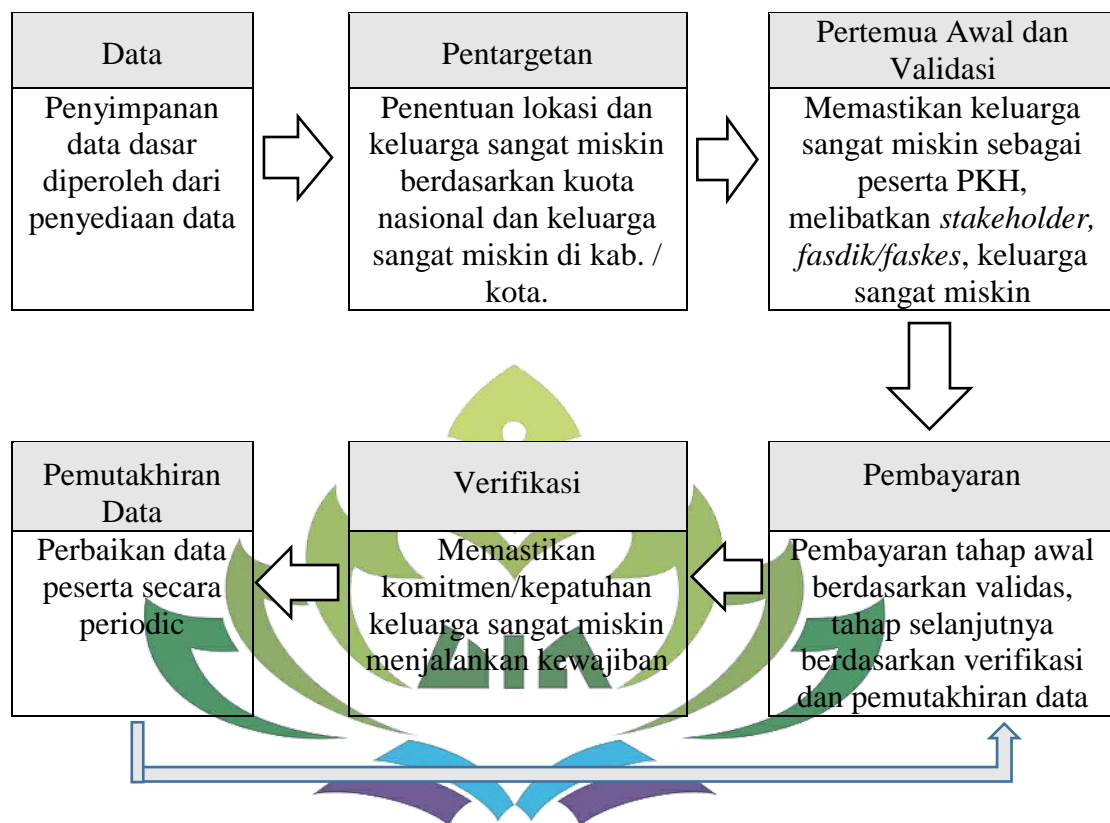 Data
Penyimpanan
data dasar
diperoleh dari
penyediaan data
Pentargetan
Penentuan lokasi dan
keluarga sangat miskin
berdasarkan kuota
nasional dan keluarga
sangat miskin di kab. /
kota.
Pertemua Awal dan
Validasi
Memastikan keluarga
sangat miskin sebagai
peserta PKH,
melibatkan stakeholder,
fasdik/faskes, keluarga
sangat miskin
Pembayaran
Pembayaran tahap awal
berdasarkan validas,
tahap selanjutnya
berdasarkan verifikasi
dan pemutakhiran data
Verifikasi
Memastikan
komitmen/kepatuhan
keluarga sangat miskin
menjalankan kewajiban
Pemutakhiran
Data
Perbaikan data
peserta secara
periodic